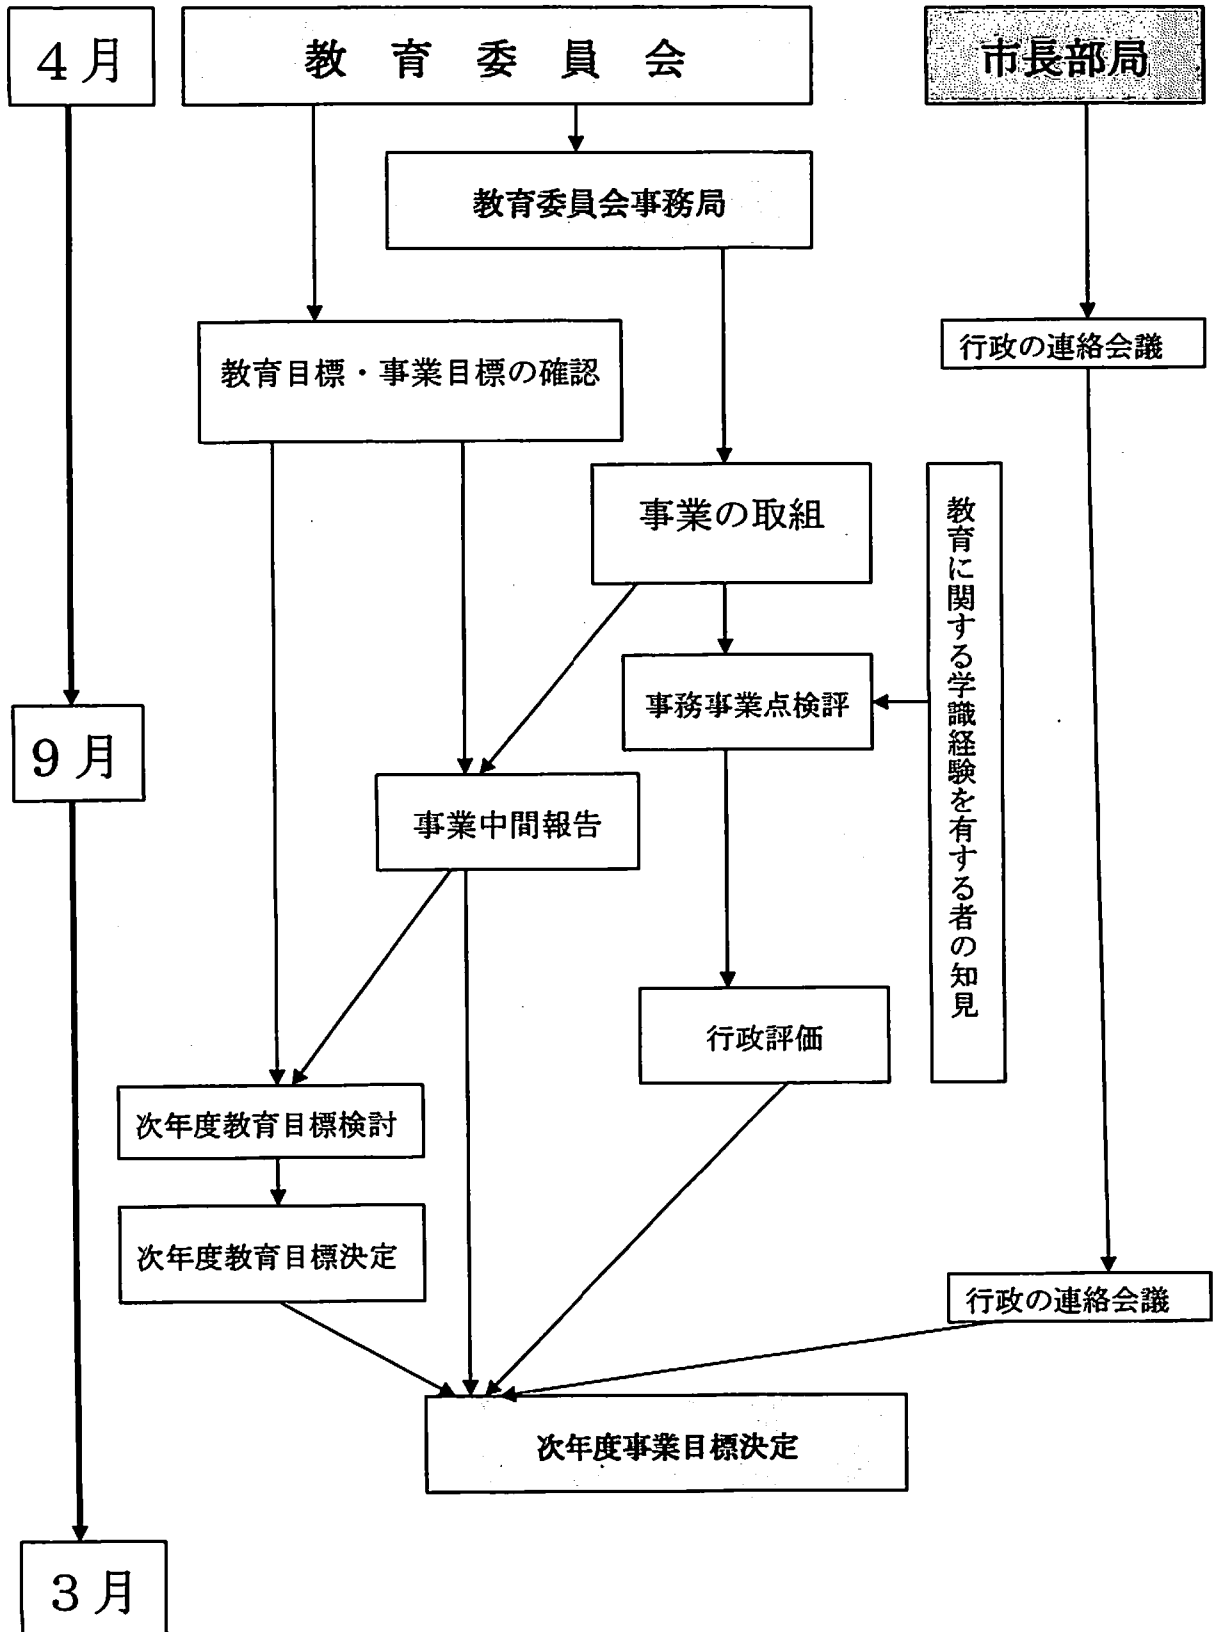 4月
教育委員会
市長部局
教育委員会事務局
教育目標・事業目標の確認
行政の連絡会議
事業の取組
教育に関する学識経験を有する者の知見
事務事業点検評
9月
事業中間報告
行政評価
次年度教育目標検討
次年度教育目標決定
行政の連絡会議
次年度事業目標決定
3月